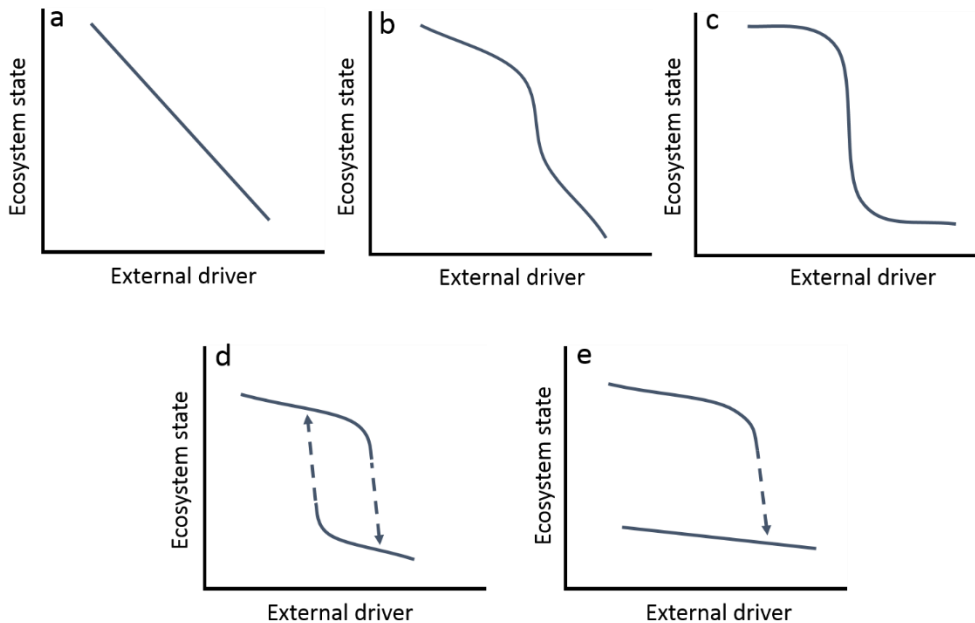 a
Ecosystem state
External driver
b
Ecosystem state
External driver
c
Ecosystem state
External driver
d
Ecosystem state
External driver
e
Ecosystem state
External driver